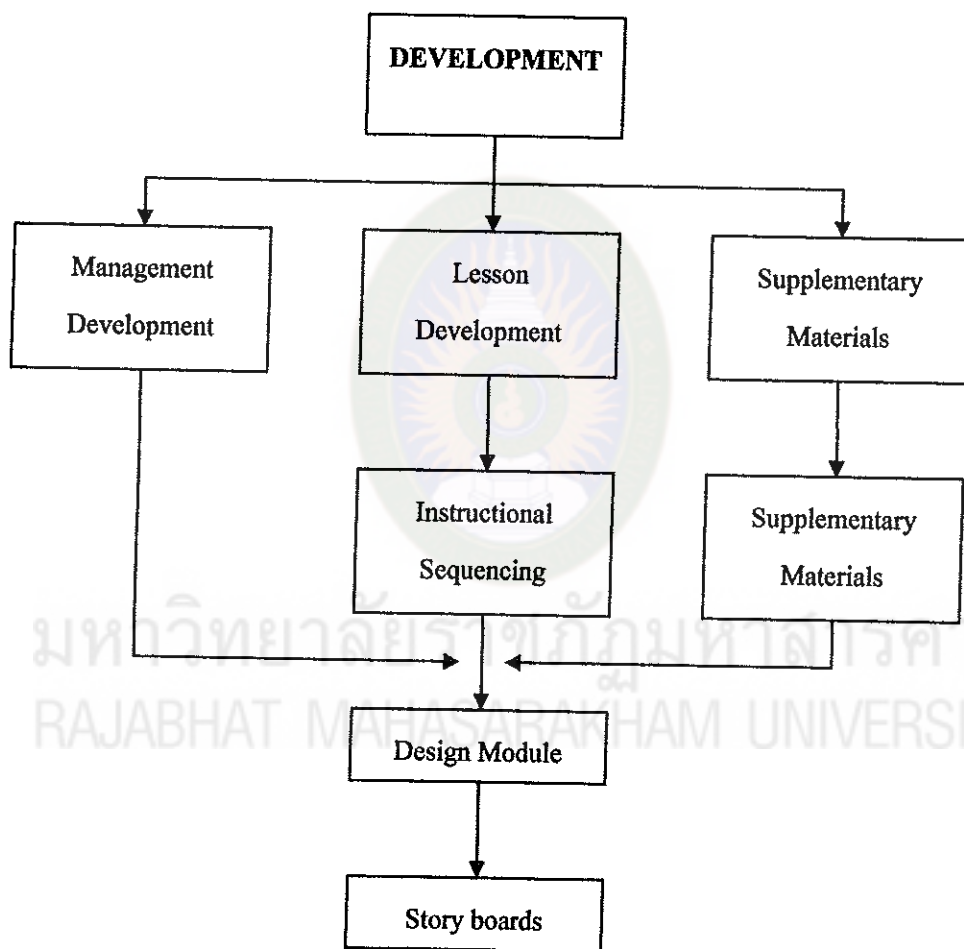 DEVELOPMENT
Management
Development
Lesson
Development
Supplementary
Materials
Instructional
Sequencing
Supplementary
Materials
มหาวิทยาลัยราชภัฏมหาสารค
RAJABHAT MAHASARAKHAM UNIVERSI
Design Module
Story boards